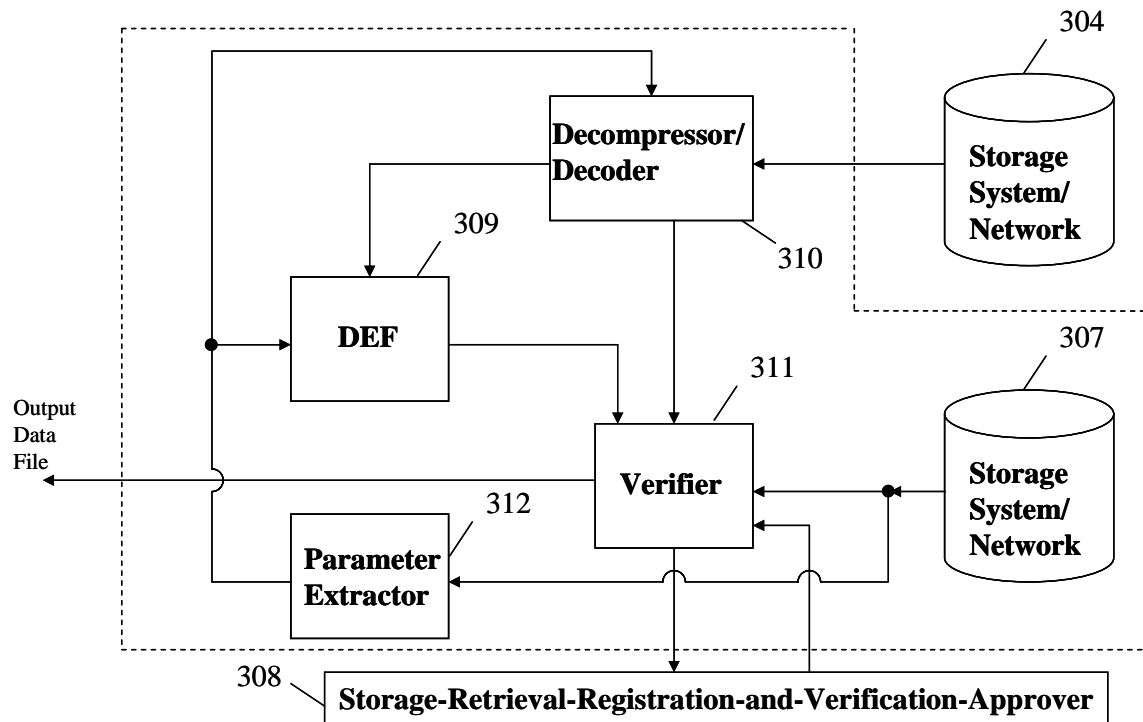 304
Decompressor/
Decoder
Storage
System/
Network
309
310
DEF
307
311
Output
Data
File
Verifier
312
Storage
System/
Network
Parameter
Extractor
308
Storage-Retrieval-Registration-and-Verification-Approver